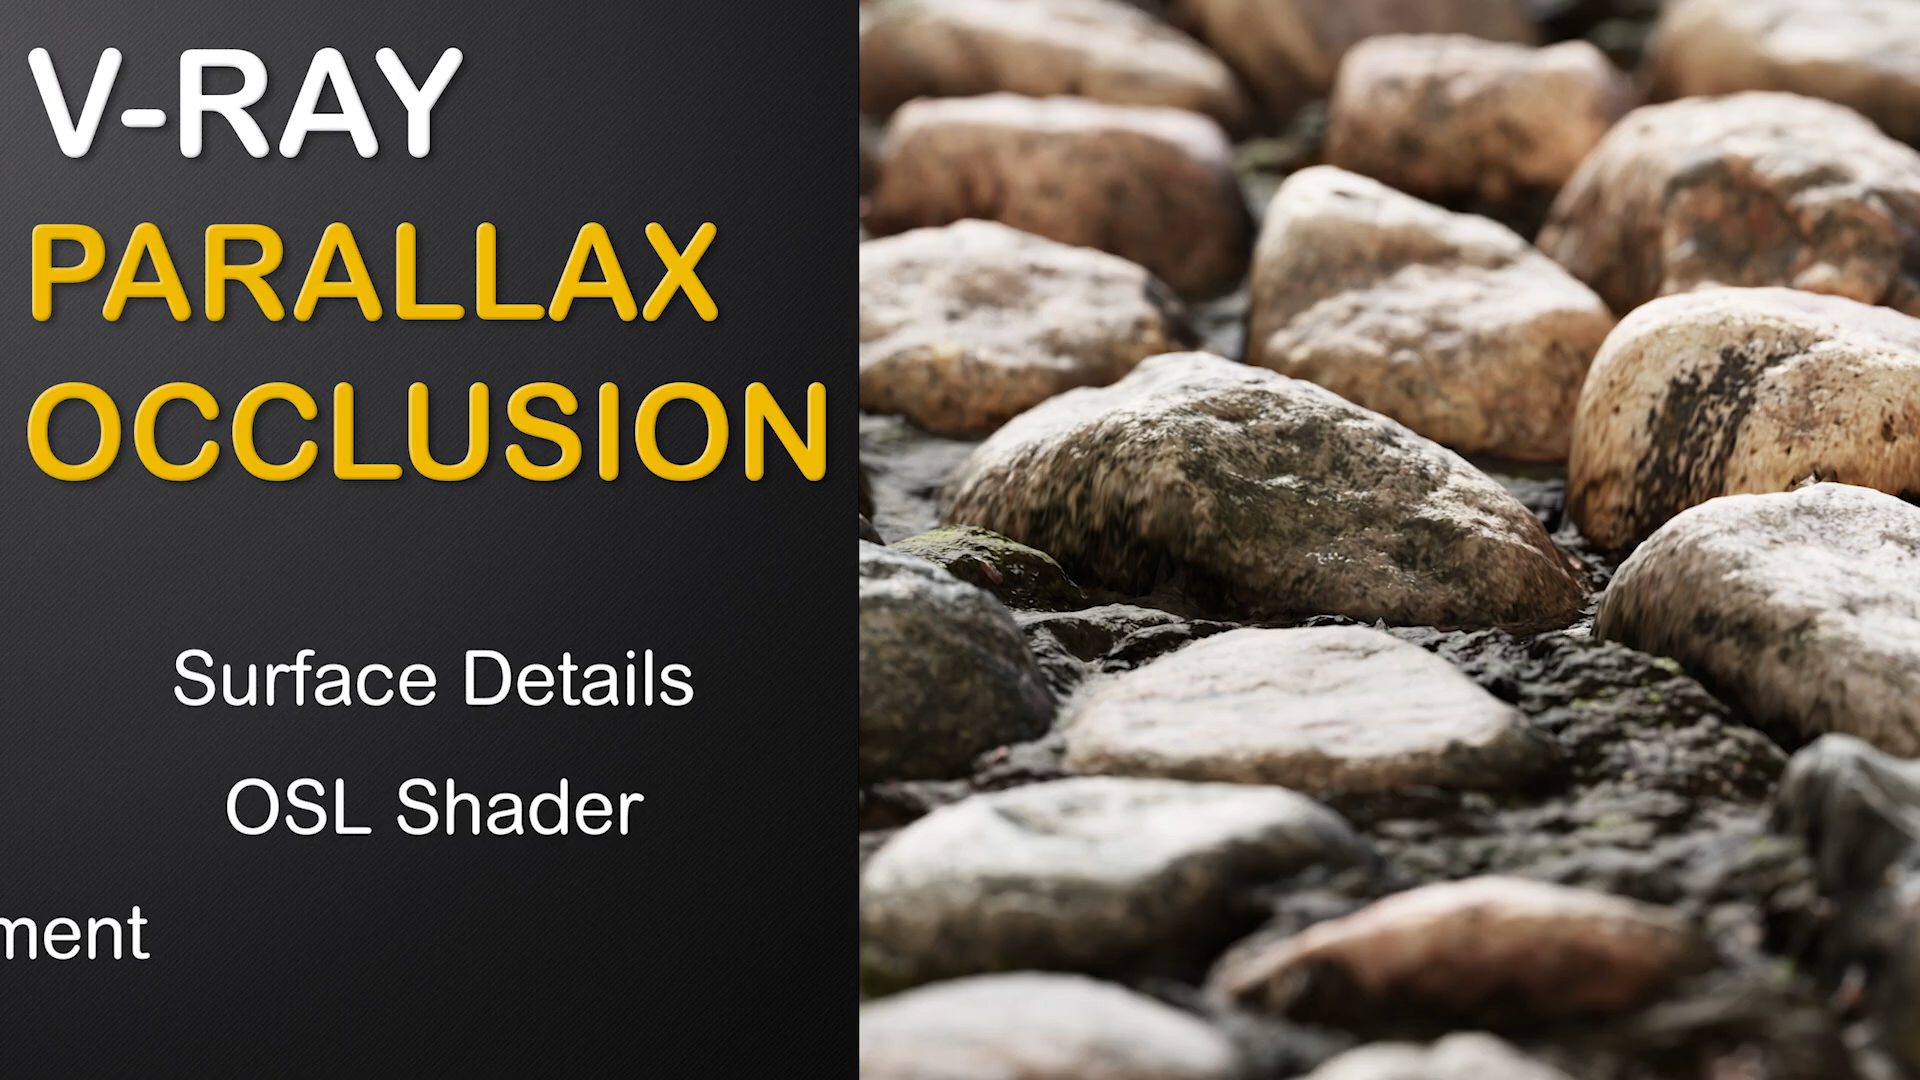 V-RAY
PARALLAX
OCCLUSION
Surface Details
OSL Shader
ment